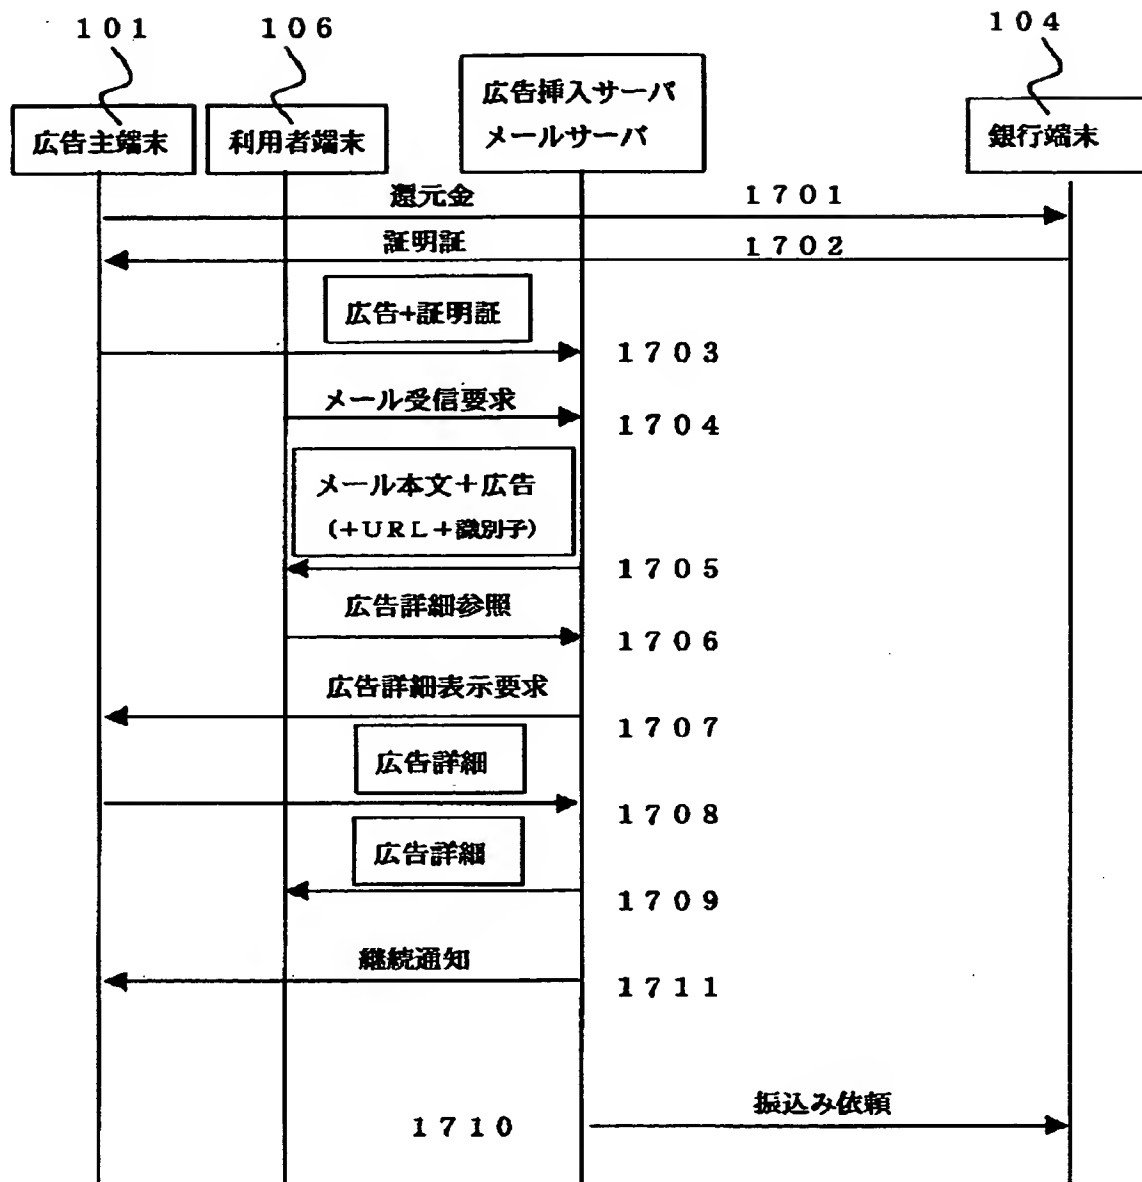 101
106
104
広告主端末
利用者端末
広告挿入サーバ
メールサーバ
銀行端末
還元金
1701
証明証
1702
広告+証明証
1703
メール受信要求
1704
メール本文+広告
(+URL+識別子)
1705
広告詳細参照
1706
広告詳細表示要求
1707
広告詳細
1708
広告詳細
1709
継続通知
1711
振込み依頼
1710